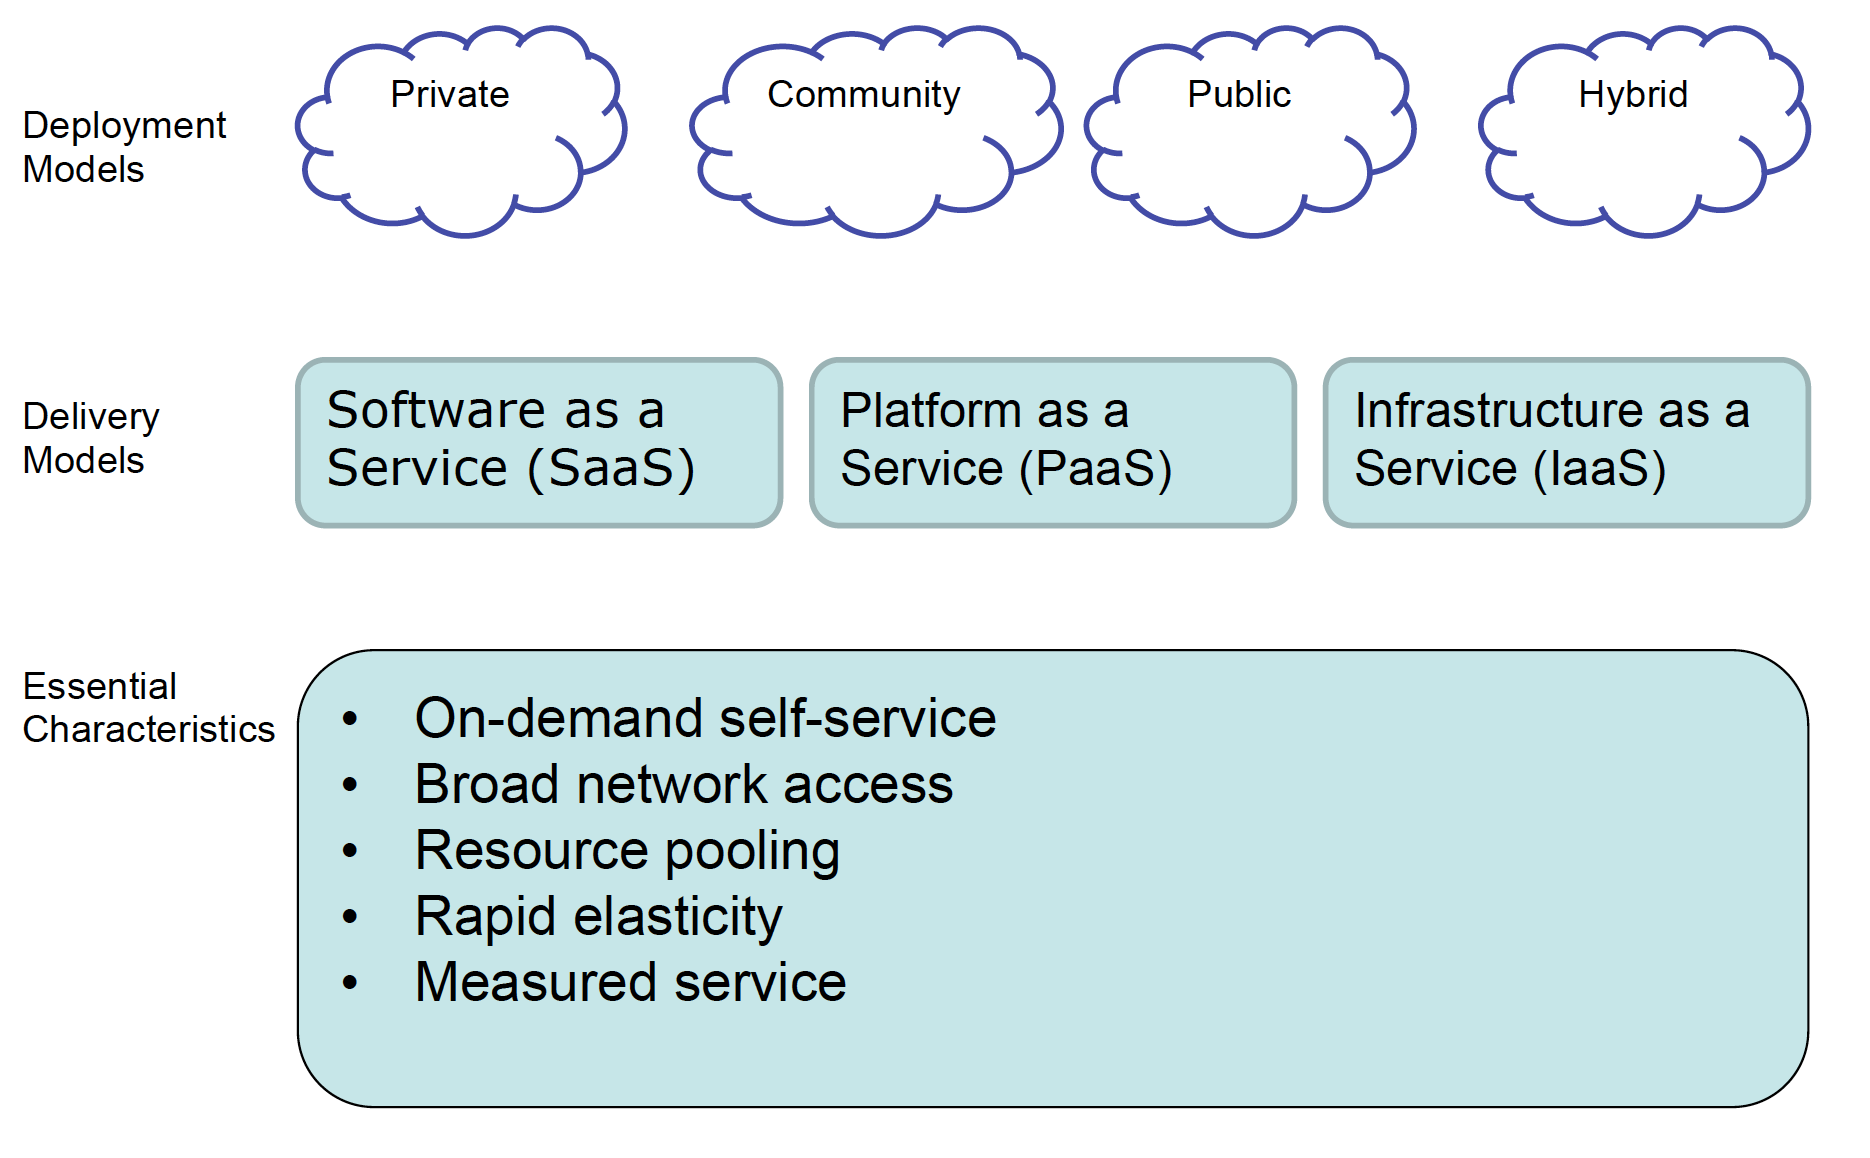 Deployment
Models
Private
Community
Public
Hybrid
Delivery
Models
Software as a
Service (SaaS)
Platform as a
Service (PaaS)
Infrastructure as a
Service (IaaS)
Essential
Characteristics
• On-demand self-service
• Broad network access
• Resource pooling
• Rapid elasticity
• Measured service